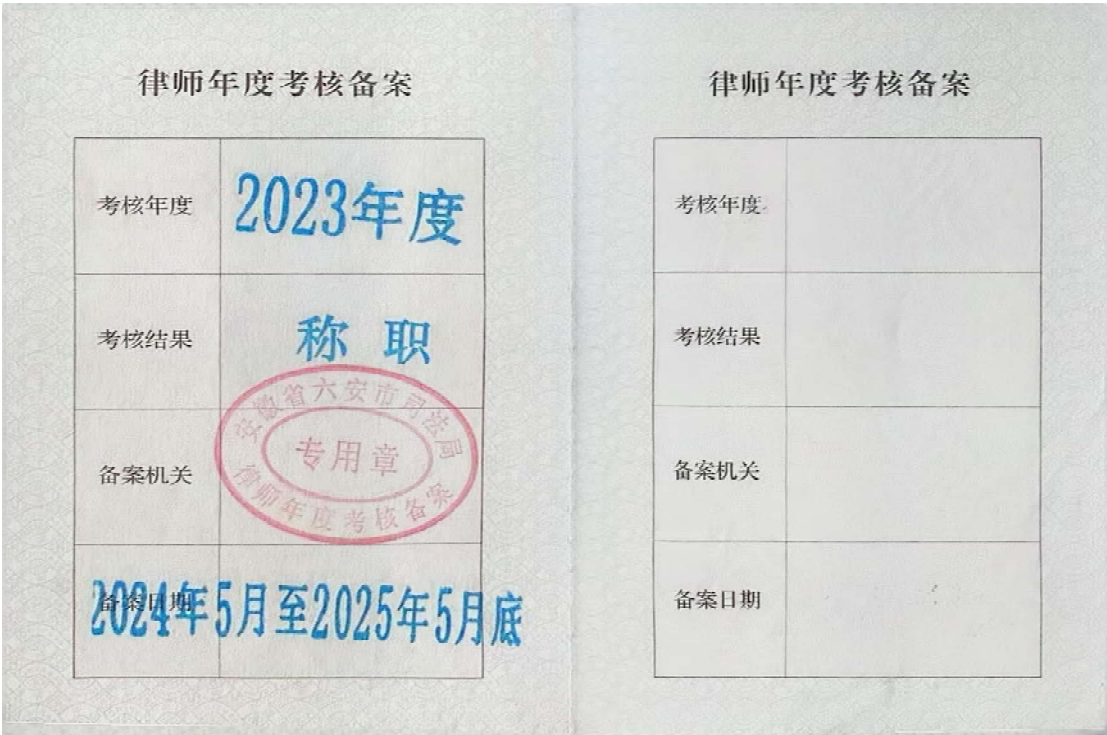 律师年度考核备案
考核年度
2023年度
考核结果
称职
备案机关
安徽省六安市司法局
专用章
律师年度考核备案
备案日期
2024年5月至2025年5月底
律师年度考核备案
考核年度
考核结果
备案机关
备案日期